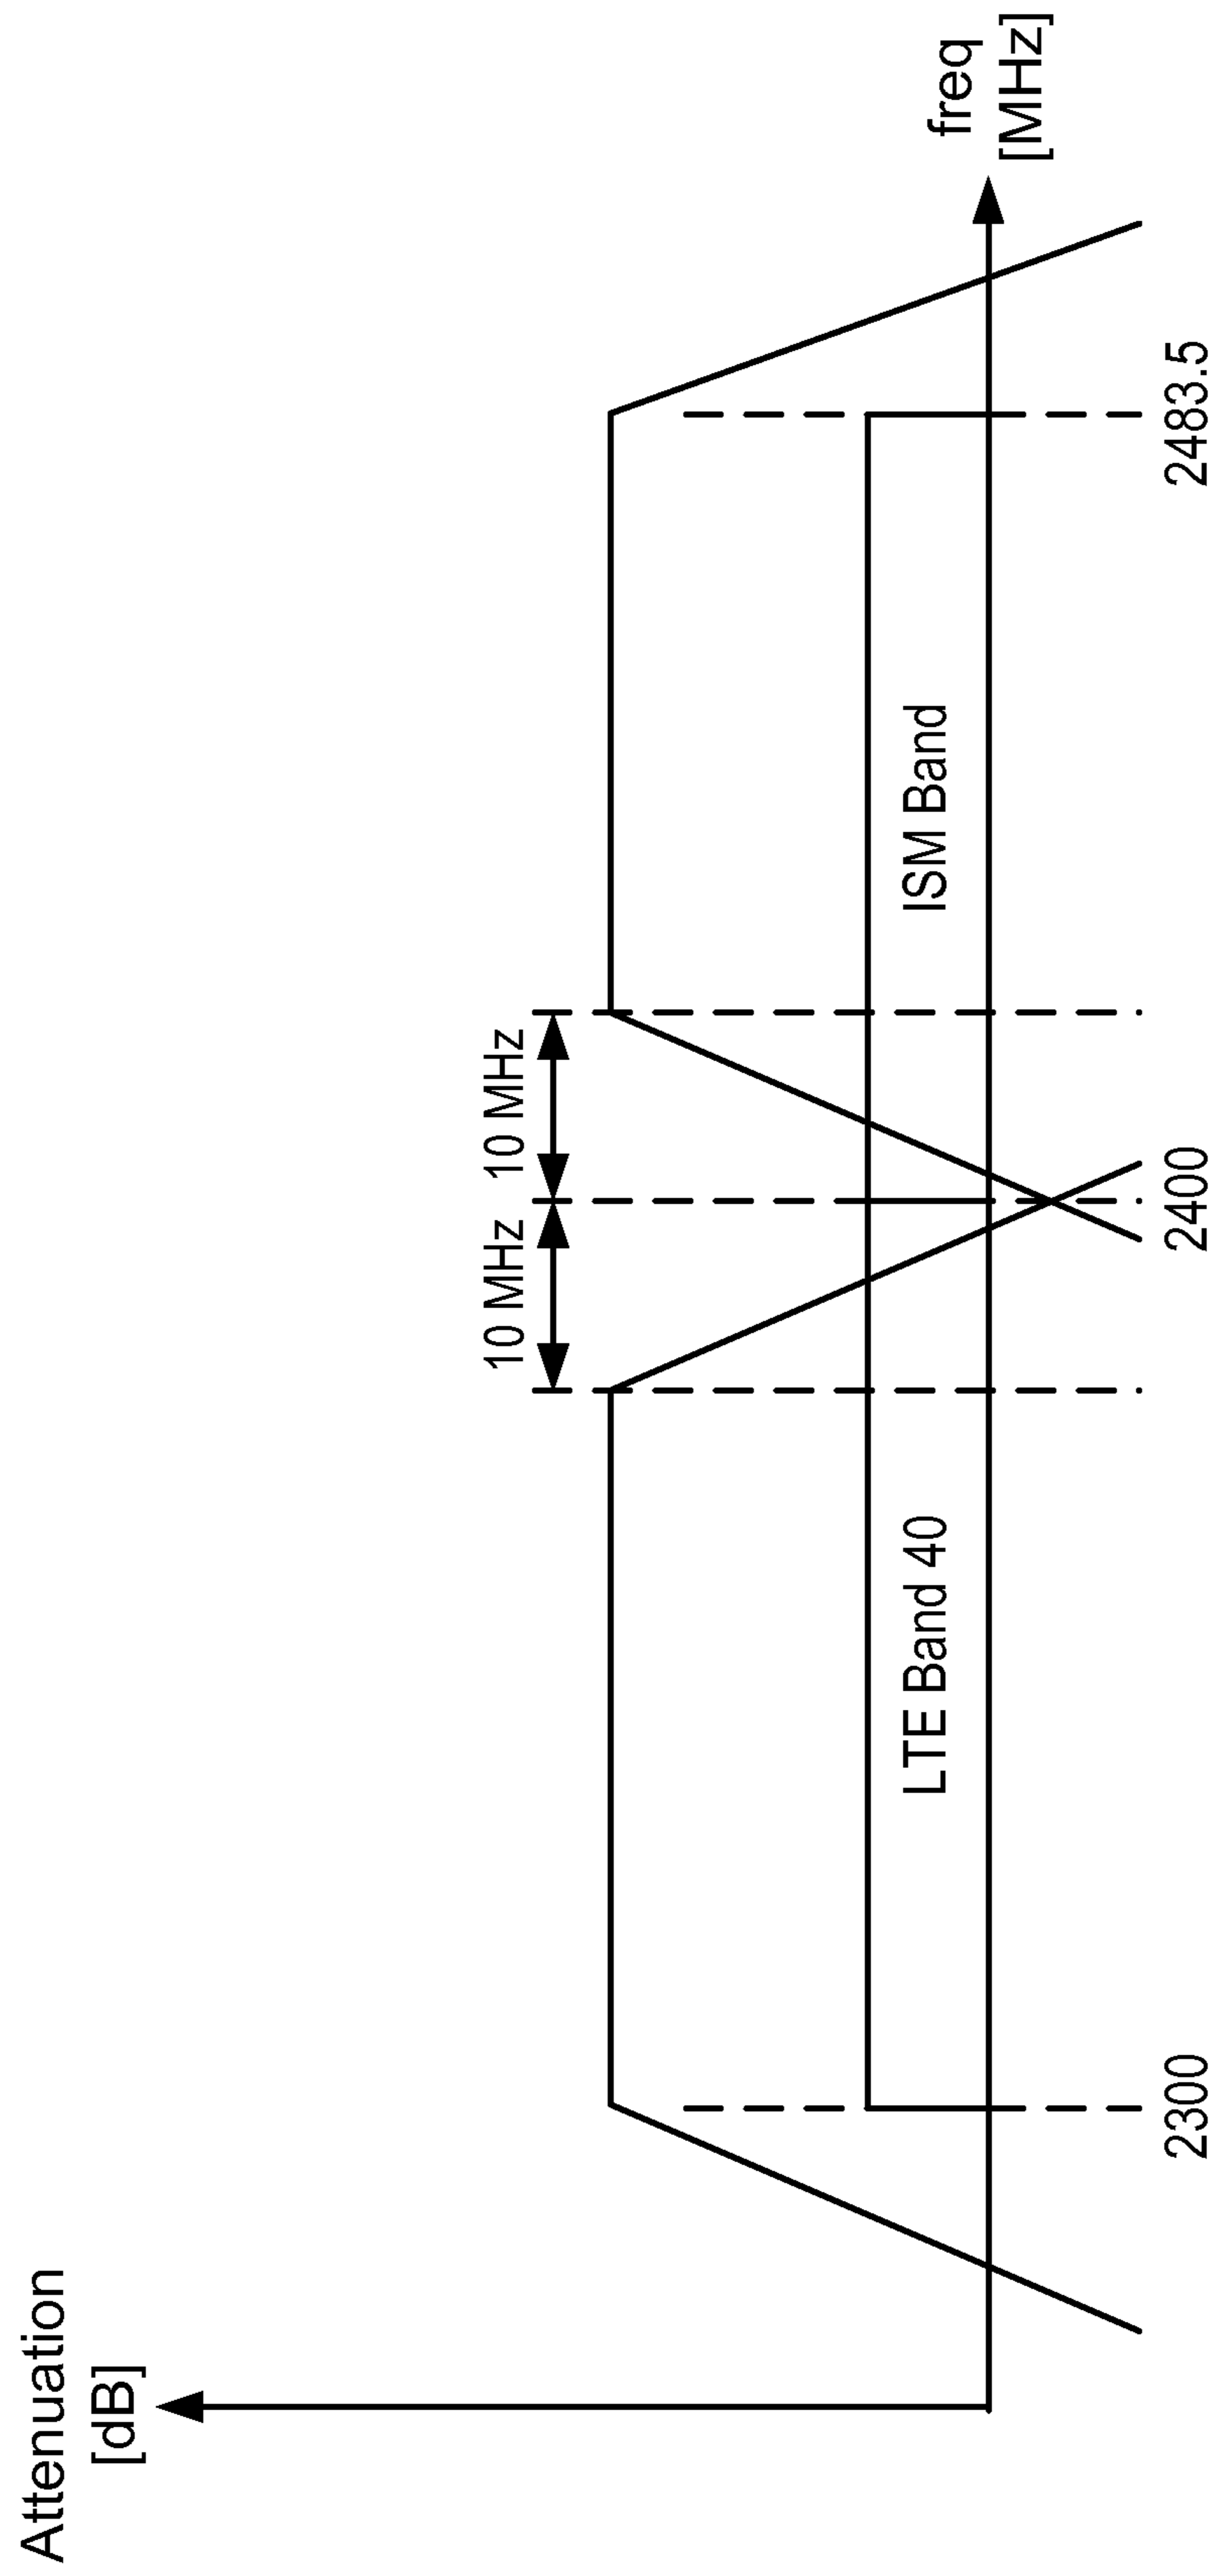 Attenuation
[dB]
10 MHz
10 MHz
LTE Band 40
ISM Band
freq
[MHz]
2300
2400
2483.5